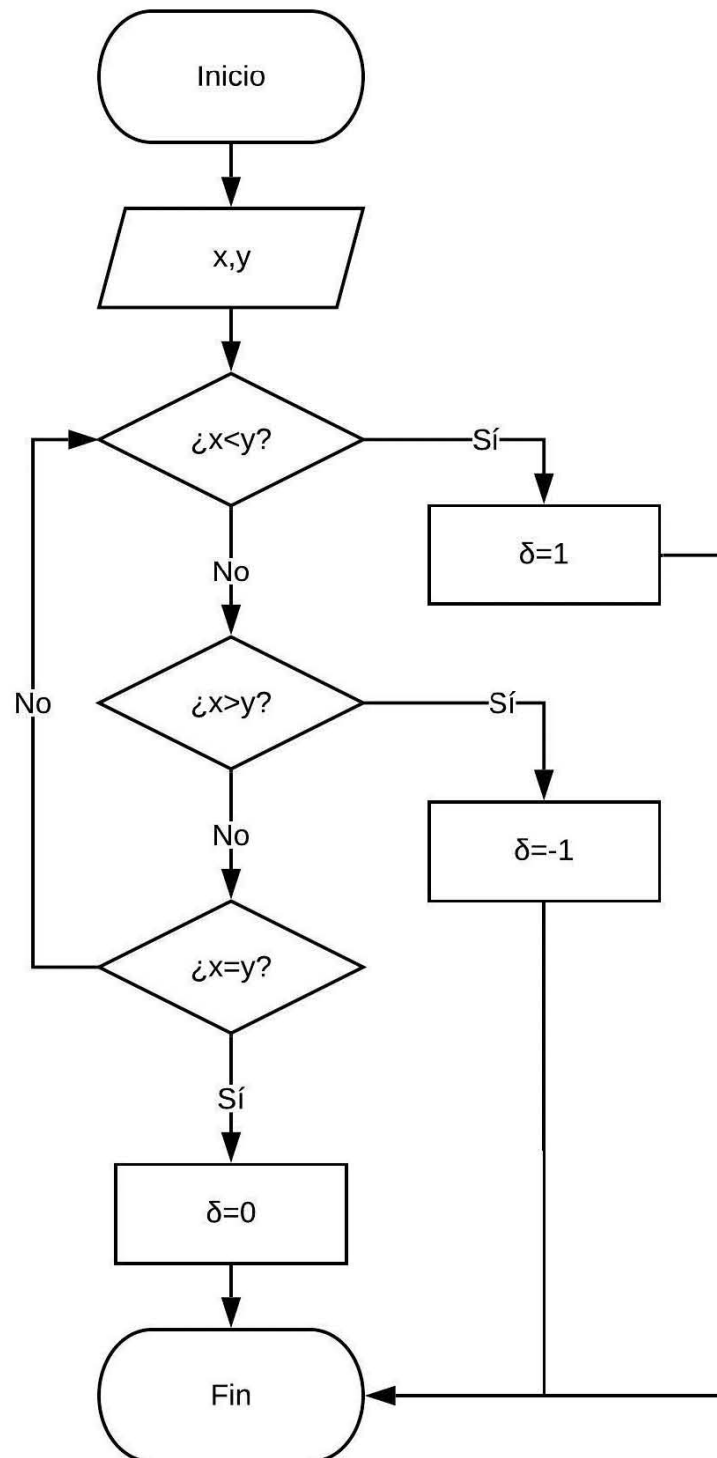 Inicio
x,y
¿x<y?
Sí
δ=1
No
¿x>y?
Sí
No
No
δ=-1
¿x=y?
Sí
δ=0
Fin